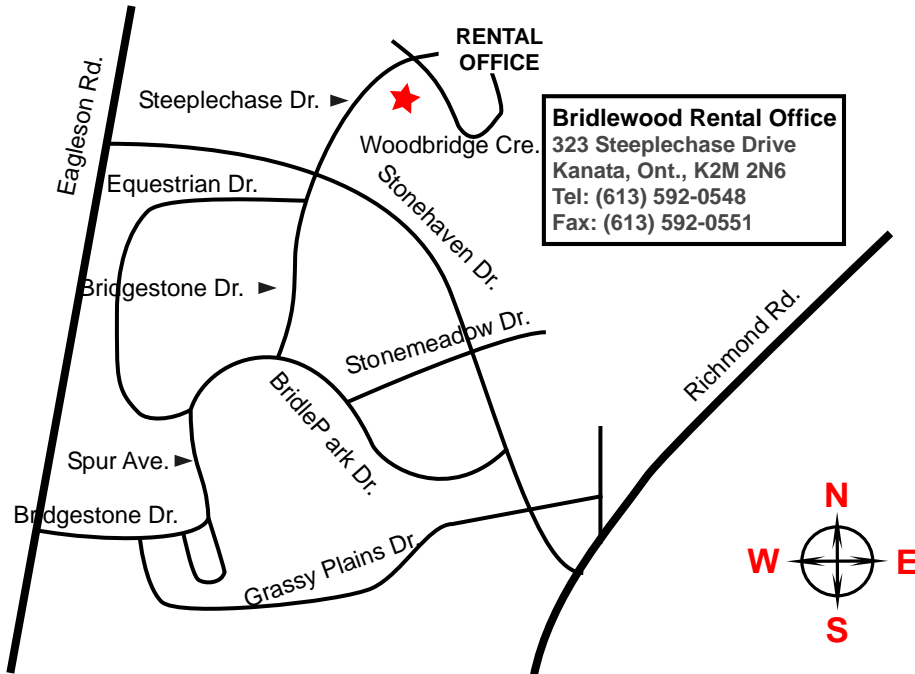 RENTAL
OFFICE
Eagleson Rd.
Steeplechase Dr.
Woodbridge Cre.
Bridlewood Rental Office
323 Steeplechase Drive
Kanata, Ont., K2M 2N6
Tel: (613) 592-0548
Fax: (613) 592-0551
Equestrian Dr.
Stonehaven Dr.
Bridgestone Dr.
Stonemeadow Dr.
Richmond Rd.
BridleP ark Dr.
Spur Ave.
Bridgestone Dr.
Grassy Plains Dr.
N
W E
S